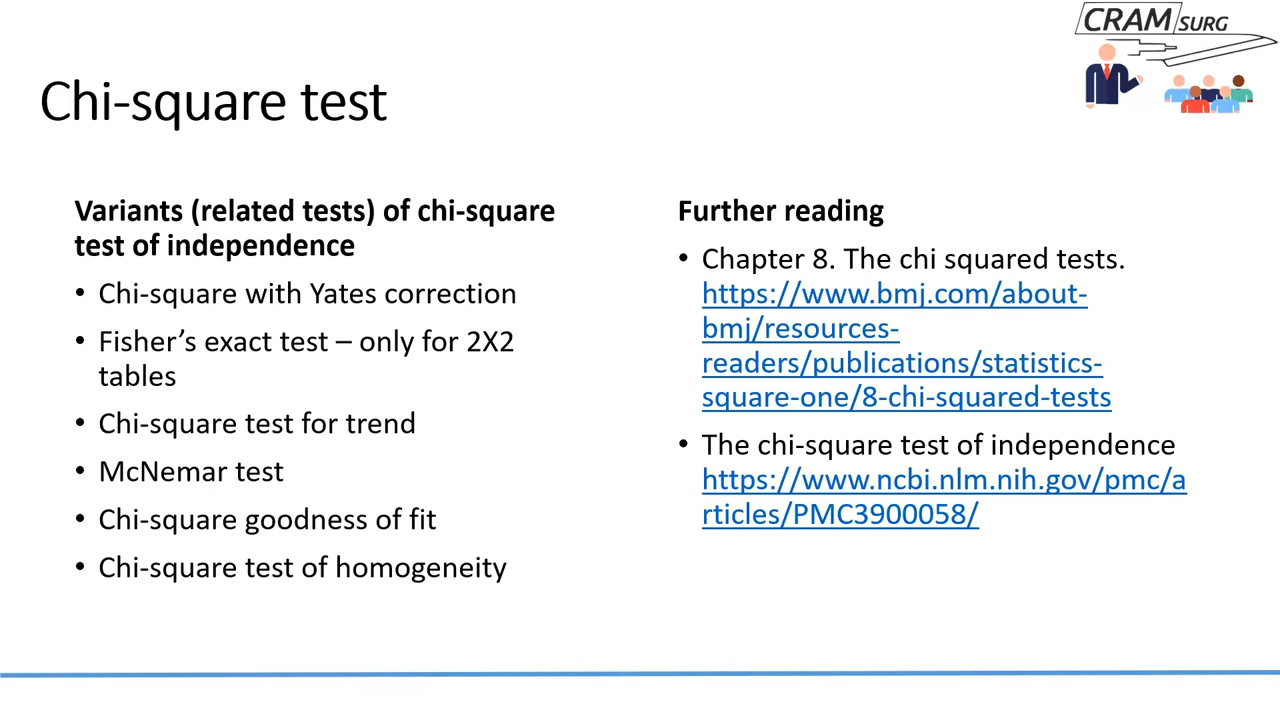 CRAM SURG
Chi-square test
Variants (related tests) of chi-square
test of independence
• Chi-square with Yates correction
• Fisher’s exact test – only for 2X2
tables
• Chi-square test for trend
• McNemar test
• Chi-square goodness of fit
• Chi-square test of homogeneity
Further reading
• Chapter 8. The chi squared tests.
https://www.bmj.com/about-
bmj/resources-
readers/publications/statistics-
square-one/8-chi-squared-tests
• The chi-square test of independence
https://www.ncbi.nlm.nih.gov/pmc/a
rticles/PMC3900058/